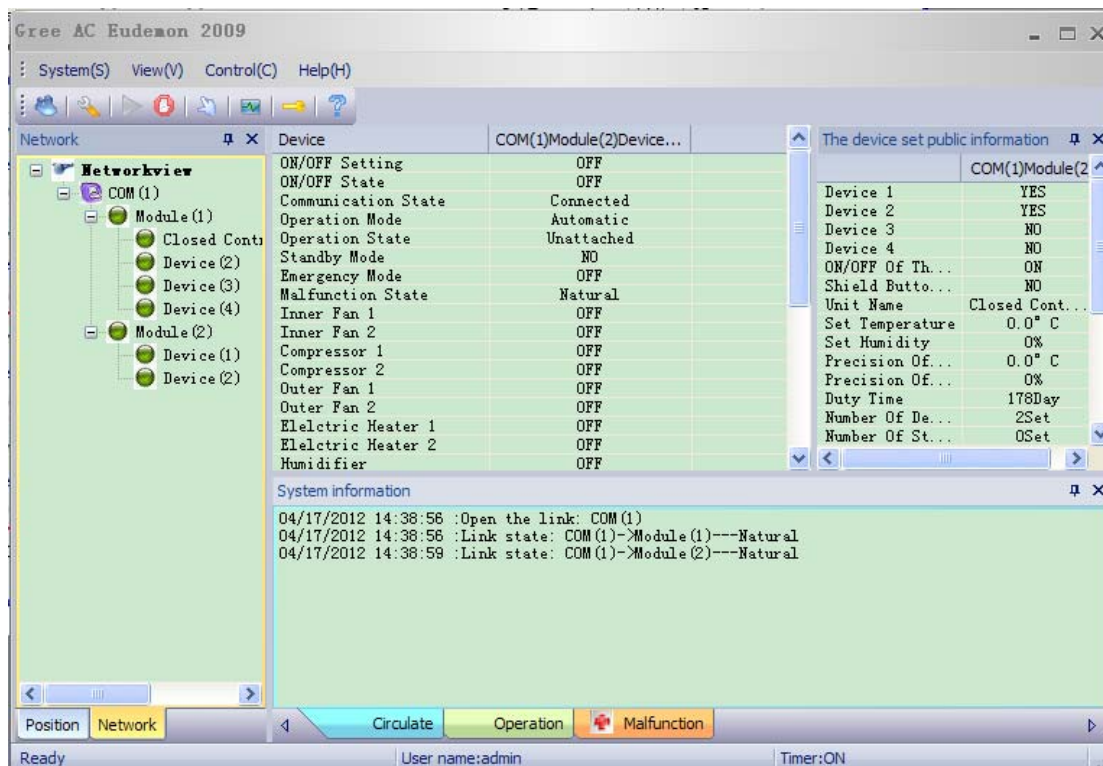 Gree AC Eudemon 2009
System(S) View(V) Control(C) Help(H)
Network
Networkview
COM(1)
Module(1)
Closed Cont
Device(2)
Device(3)
Device(4)
Module(2)
Device(1)
Device(2)
Position Network
Device COM(1)Module(2)Device...
ON/OFF Setting OFF
ON/OFF State OFF
Communication State Connected
Operation Mode Automatic
Operation State Unattached
Standby Mode NO
Emergency Mode OFF
Malfunction State Natural
Inner Fan 1 OFF
Inner Fan 2 OFF
Compressor 1 OFF
Compressor 2 OFF
Outer Fan 1 OFF
Outer Fan 2 OFF
Elelctric Heater 1 OFF
Elelctric Heater 2 OFF
Humidifier OFF
The device set public information
COM(1)Module(2
Device 1 YES
Device 2 YES
Device 3 NO
Device 4 NO
ON/OFF Of Th... ON
Shield Butto... NO
Unit Name Closed Cont...
Set Temperature 0.0° C
Set Humidity 0%
Precision Of... 0.0° C
Precision Of... 0%
Duty Time 178Day
Number Of De... 2Set
Number Of St... 0Set
System information
04/17/2012 14:38:56 :Open the link: COM(1)
04/17/2012 14:38:56 :Link state: COM(1)->Module(1)---Natural
04/17/2012 14:38:59 :Link state: COM(1)->Module(2)---Natural
Circulate Operation Malfunction
Ready User name:admin Timer:ON